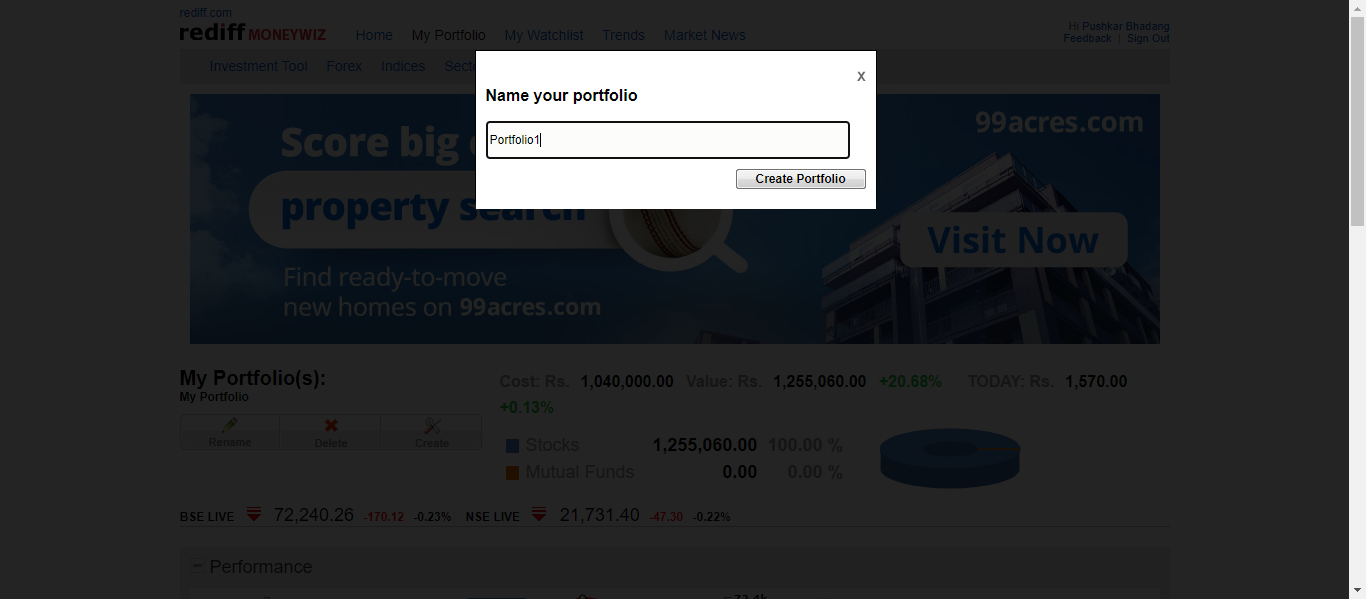 rediff.com
rediff MONEYWIZ
Home My Portfolio My Watchlist Trends Market News
Hi Pushkar Bhadang
Feedback | Sign Out
Investment Tool Forex Indices
X
Name your portfolio
Portfolio1
Create Portfolio
Score big
property search
Find ready-to-move
new homes on 99acres.com
99acres.com
Visit Now
My Portfolio(s):
My Portfolio
Rename Delete Create
Cost: Rs. 1,040,000.00 Value: Rs. 1,255,060.00 +20.68% TODAY: Rs. 1,570.00
+0.13%
Stocks 1,255,060.00 100.00 %
Mutual Funds 0.00 0.00 %
BSE LIVE 72,240.26 -170.12 -0.23% NSE LIVE 21,731.40 -47.30 -0.22%
Performance